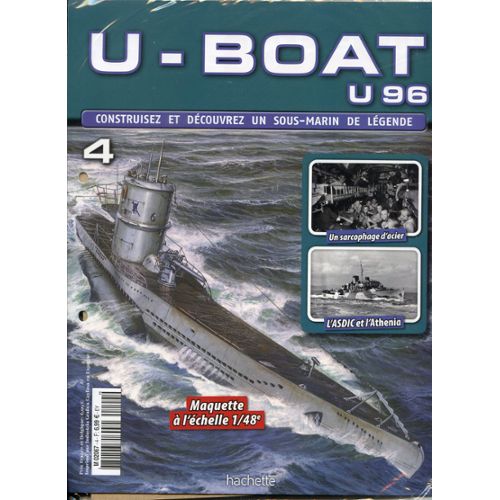 U - BOAT
U 96
CONSTRUISEZ ET DÉCOUVREZ UN SOUS-MARIN DE LÉGENDE
4
Un sarcophage d'acier
L'ASDIC et l'Athenia
Maquette
à l'échelle 1/48e
hachette